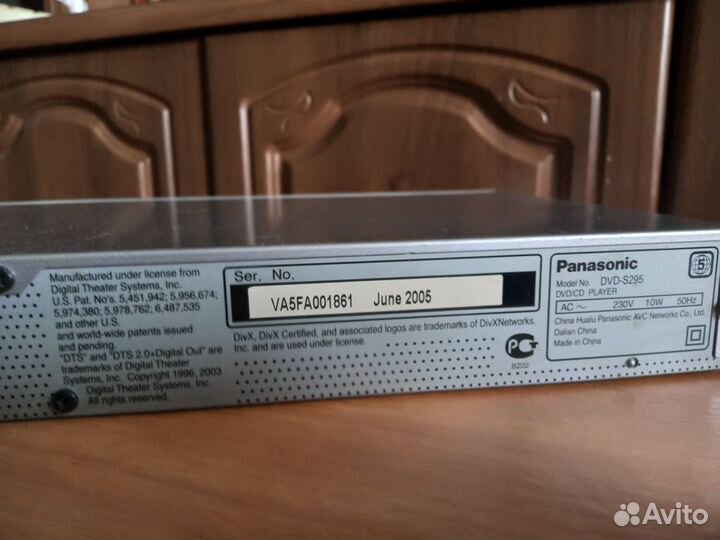 Manufactured under license from
Digital Theater Systems, Inc.
U.S. Pat. No's. 5,451,942; 5,956,674;
5,974,380; 5,978,762; 6,487,535
and other U.S.
and world-wide patents issued
and pending.
"DTS" and "DTS 2.0+Digital Out" are
trademarks of Digital Theater
Systems, Inc. Copyright 1996, 2003
Digital Theater Systems, Inc.
All rights reserved.
Ser. No.
VA5FA001861 June 2005
DivX, DivX Certified, and associated logos are trademarks of DivXNetworks,
Inc. and are used under license.
РСТ
BZ02
Panasonic
5
Model No. DVD-S295
DVD/CD PLAYER
AC ~ 230V 10W 50Hz
China Hualu Panasonic AVC Networks Co., Ltd.
Dalian China
Made in China
Avito